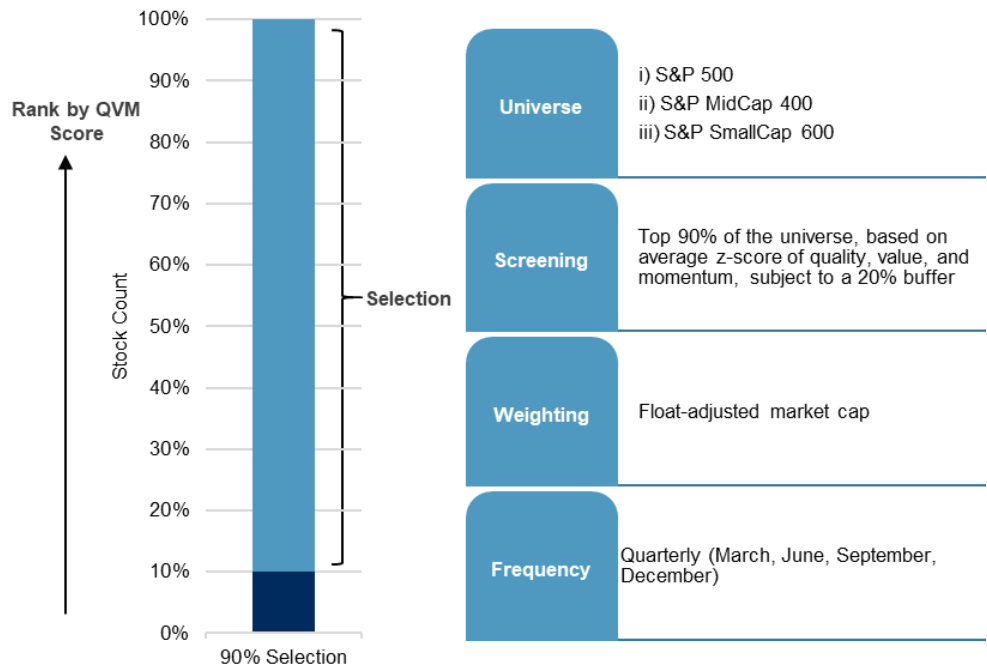 Rank by QVM
Score
Stock Count
100%
90%
80%
70%
60%
50%
40%
30%
20%
10%
0%
90% Selection
Selection
Universe
i) S&P 500
ii) S&P MidCap 400
iii) S&P SmallCap 600
Screening
Top 90% of the universe, based on
average z-score of quality, value, and
momentum, subject to a 20% buffer
Weighting
Float-adjusted market cap
Frequency
Quarterly (March, June, September,
December)